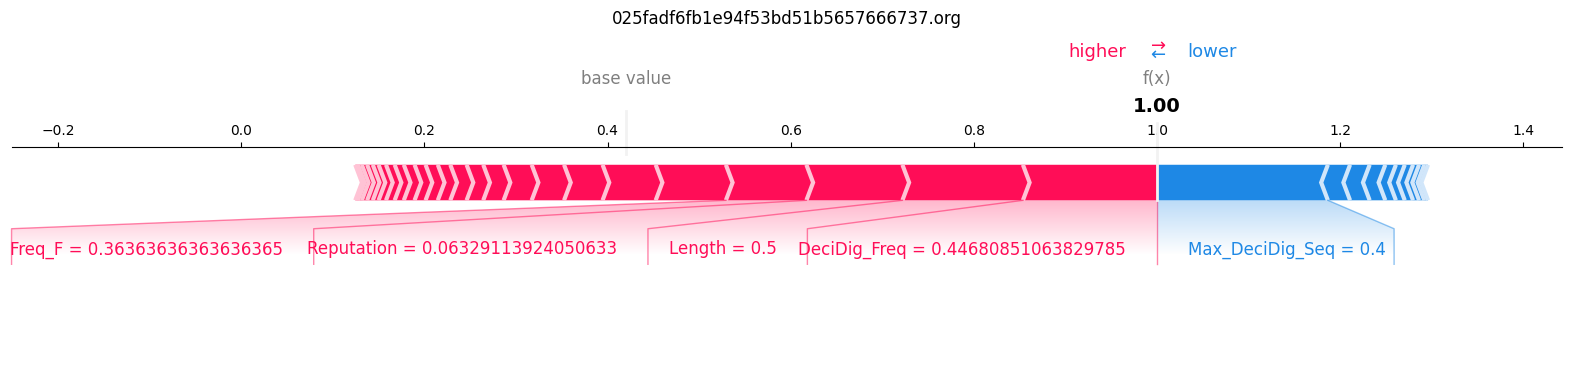 025fadf6fb1e94f53bd51b5657666737.org
higher ⇄ lower
base value f(x)
1.00
−0.2 0.0 0.2 0.4 0.6 0.8 1.0 1.2 1.4
Freq_F = 0.36363636363636365 Reputation = 0.06329113924050633 Length = 0.5 DeciDig_Freq = 0.44680851063829785 Max_DeciDig_Seq = 0.4